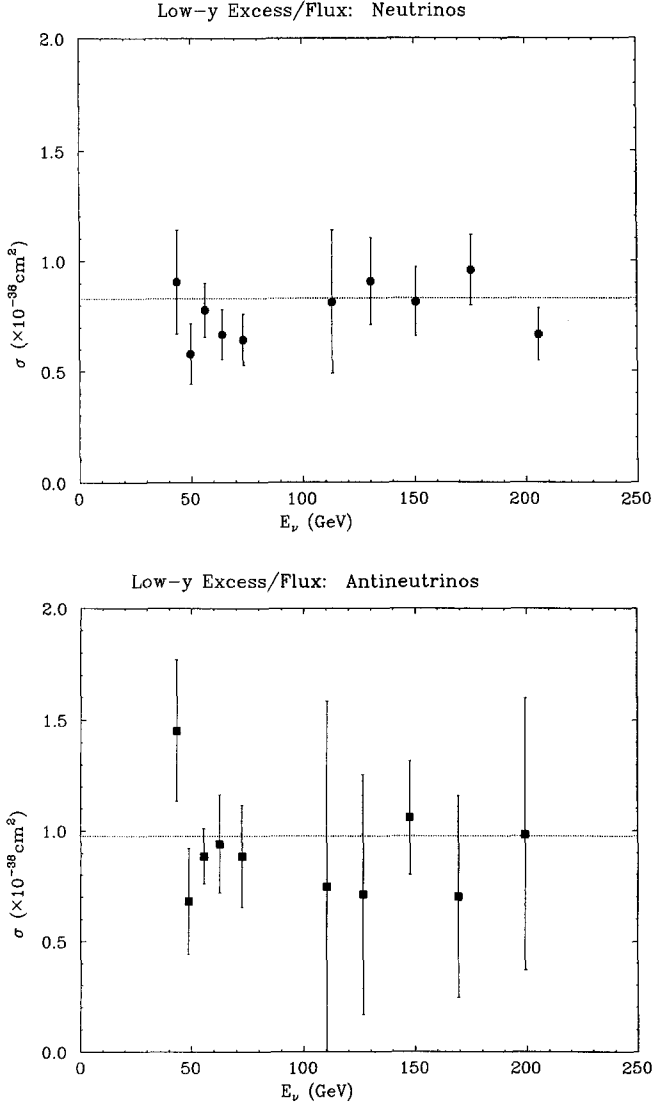 Low-y Excess/Flux: Neutrinos
2.0
1.5
1.0
0.5
0.0
σ (×10⁻³⁸cm²)
0 50 100 150 200 250
E_ν (GeV)
Low-y Excess/Flux: Antineutrinos
2.0
1.5
1.0
0.5
0.0
σ (×10⁻³⁸cm²)
0 50 100 150 200 250
E_ν (GeV)